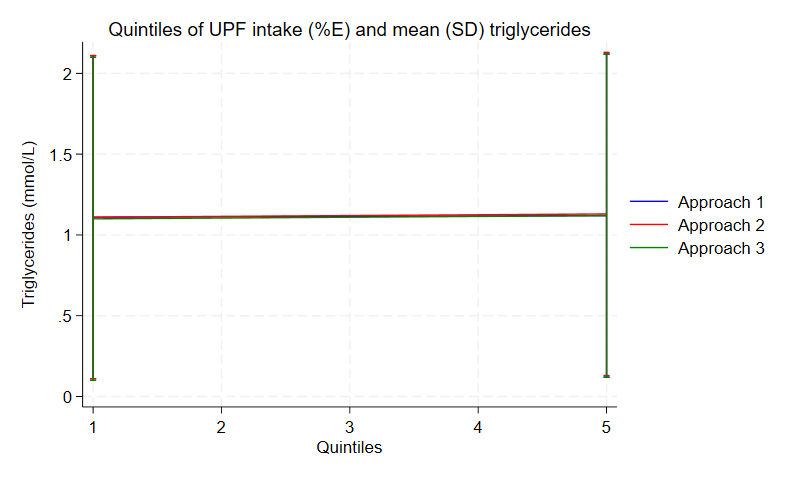 Quintiles of UPF intake (%E) and mean (SD) triglycerides
Triglycerides (mmol/L)
2
1.5
1
.5
0
1 2 3 4 5
Quintiles
Approach 1
Approach 2
Approach 3